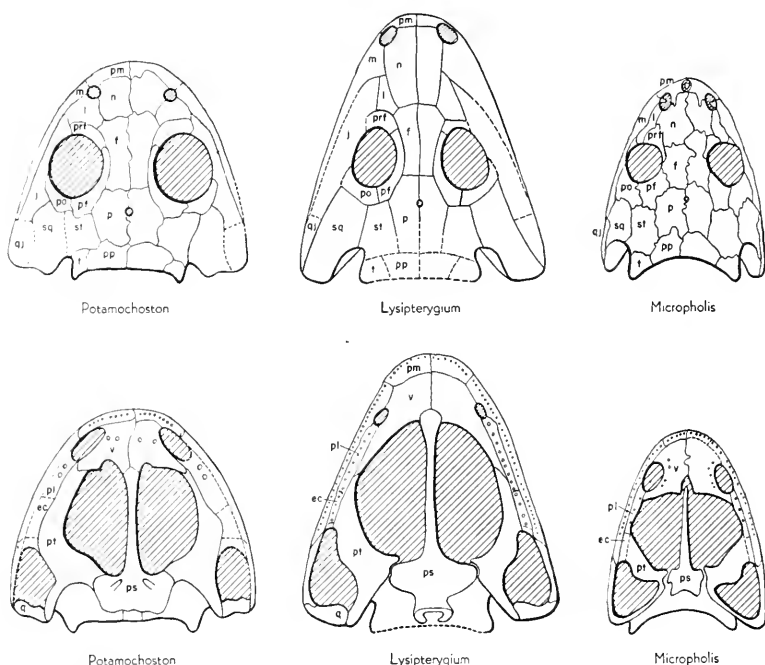 pm
m
n
l
prf
f
j
l
po
pf
p
qj
sq
st
t
pp
Potamochoston
pm
m
n
l
prf
j
f
po
pf
p
qj
sq
st
t
pp
Lysipterygium
pm
m
l
n
prf
f
po
pf
p
qj
sq
st
pp
t
Micropholis
v
pl
ec
pt
ps
q
Potamochoston
pm
v
pl
ec
pt
ps
q
Lysipterygium
v
pl
ec
pt
ps
Micropholis